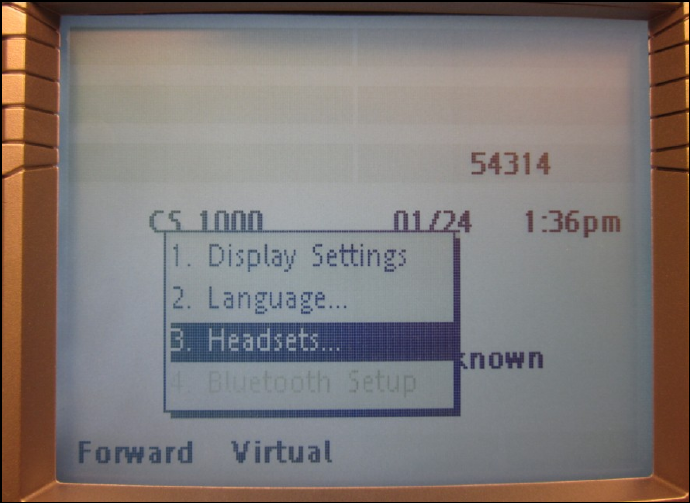 54314
CS 1000 01/24 1:36pm
1. Display Settings
2. Language...
3. Headsets...
known
4. Bluetooth Setup
Forward Virtual